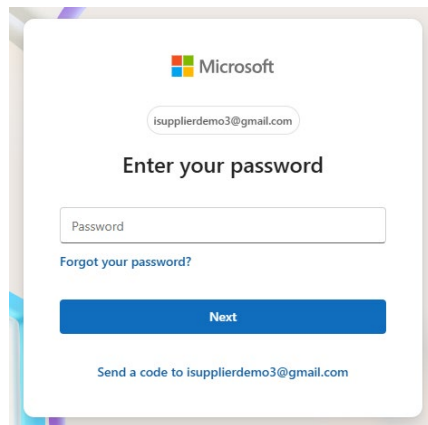 Microsoft
isupplierdemo3@gmail.com
Enter your password
Password
Forgot your password?
Next
Send a code to isupplierdemo3@gmail.com